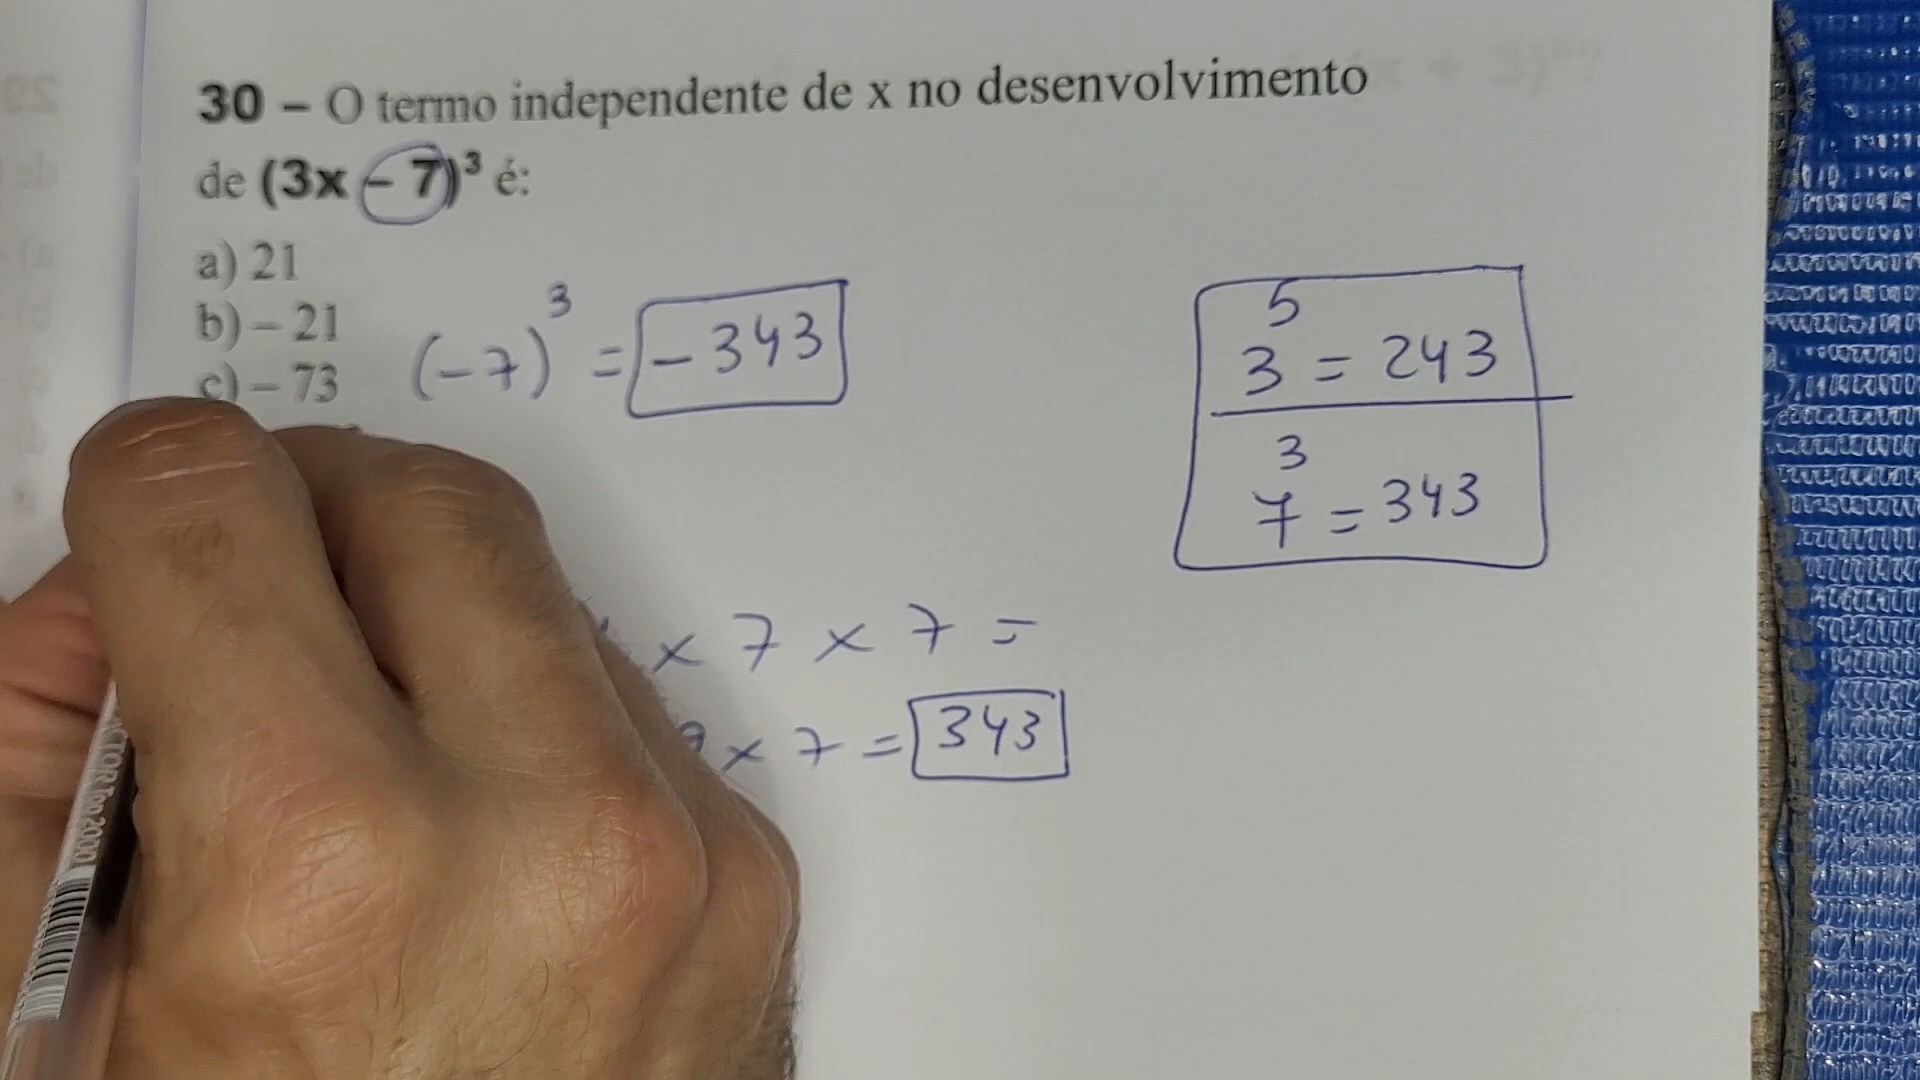 30 – O termo independente de x no desenvolvimento
de (3x – 7)³ é:
a) 21
b) – 21
c) – 73
(–7)³ = –343
3⁵ = 243
7³ = 343
x 7 x 7 =
x 7 = 343
2000